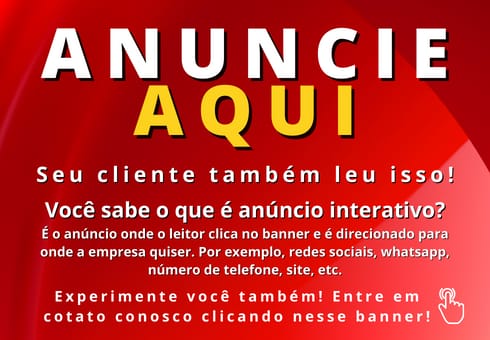 ANUNCIE
AQUI
Seu cliente também leu isso!
Você sabe o que é anúncio interativo?
É o anúncio onde o leitor clica no banner e é direcionado para
onde a empresa quiser. Por exemplo, redes sociais, whatsapp,
número de telefone, site, etc.
Experimente você também! Entre em
cotato conosco clicando nesse banner!